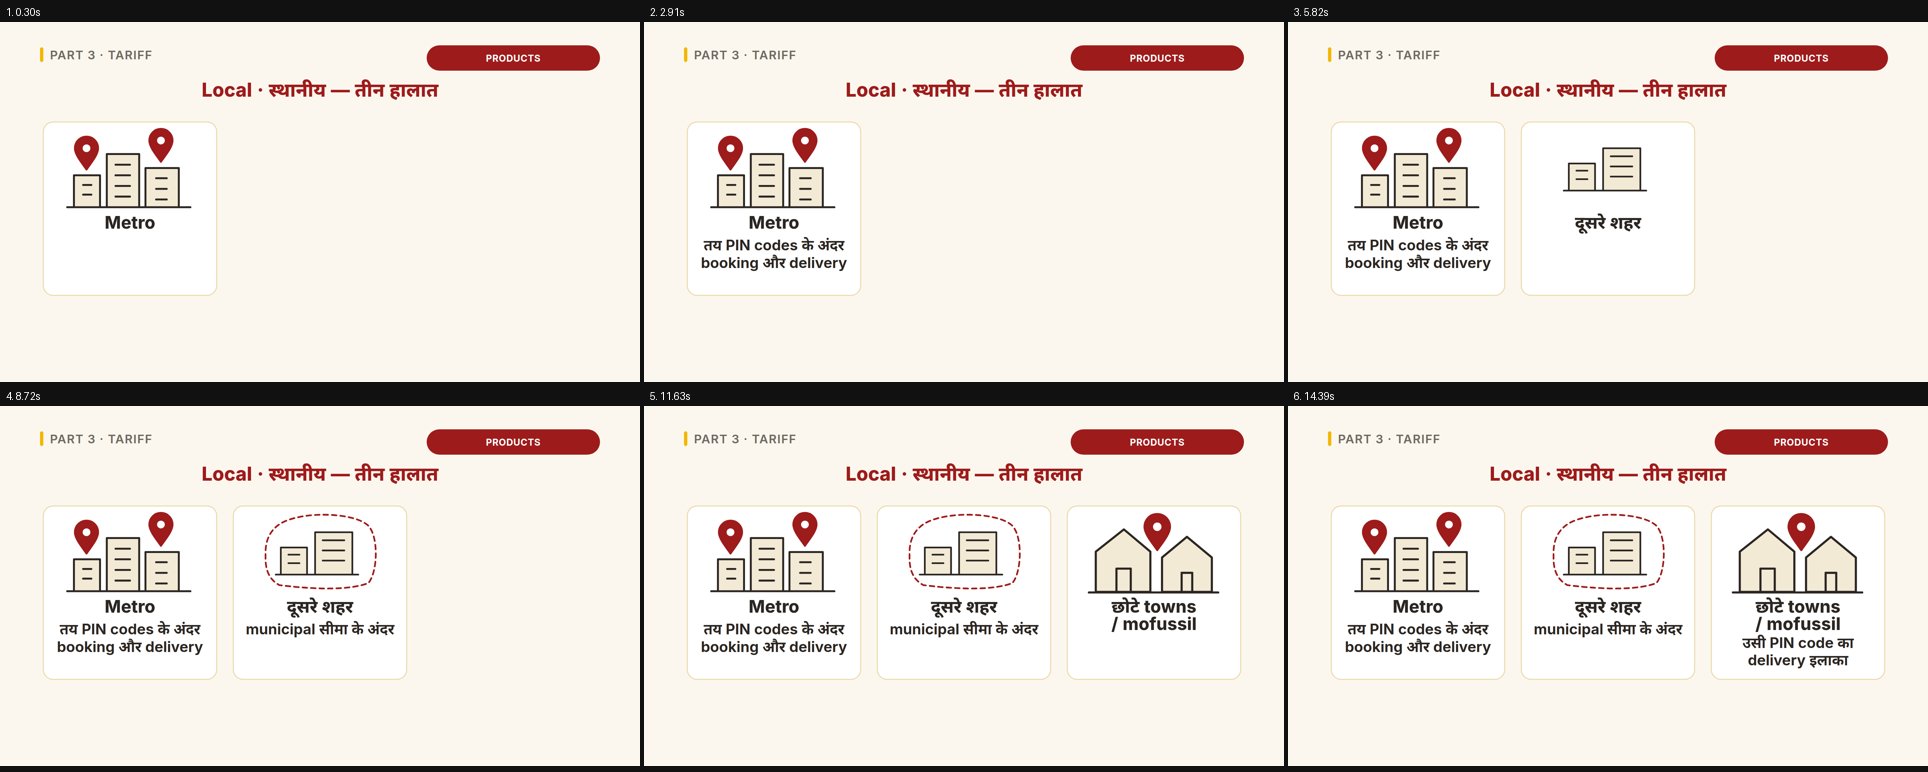 1. 0.30s
PART 3 · TARIFF
PRODUCTS
Local · स्थानीय — तीन हालात
Metro
2. 2.91s
PART 3 · TARIFF
PRODUCTS
Local · स्थानीय — तीन हालात
Metro
तय PIN codes के अंदर
booking और delivery
3. 5.82s
PART 3 · TARIFF
PRODUCTS
Local · स्थानीय — तीन हालात
Metro
तय PIN codes के अंदर
booking और delivery
दूसरे शहर
4. 8.72s
PART 3 · TARIFF
PRODUCTS
Local · स्थानीय — तीन हालात
Metro
तय PIN codes के अंदर
booking और delivery
दूसरे शहर
municipal सीमा के अंदर
5. 11.63s
PART 3 · TARIFF
PRODUCTS
Local · स्थानीय — तीन हालात
Metro
तय PIN codes के अंदर
booking और delivery
दूसरे शहर
municipal सीमा के अंदर
छोटे towns
/ mofussil
6. 14.39s
PART 3 · TARIFF
PRODUCTS
Local · स्थानीय — तीन हालात
Metro
तय PIN codes के अंदर
booking और delivery
दूसरे शहर
municipal सीमा के अंदर
छोटे towns
/ mofussil
उसी PIN code का
delivery इलाका